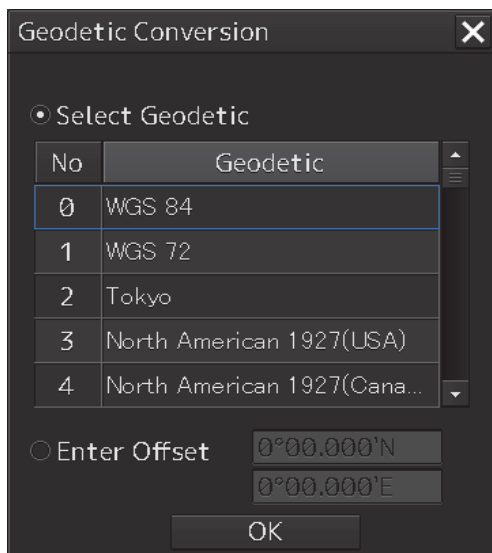 Geodetic Conversion
Select Geodetic
No Geodetic
0 WGS 84
1 WGS 72
2 Tokyo
3 North American 1927(USA)
4 North American 1927(Cana...
Enter Offset 0°00.000'N
0°00.000'E
OK